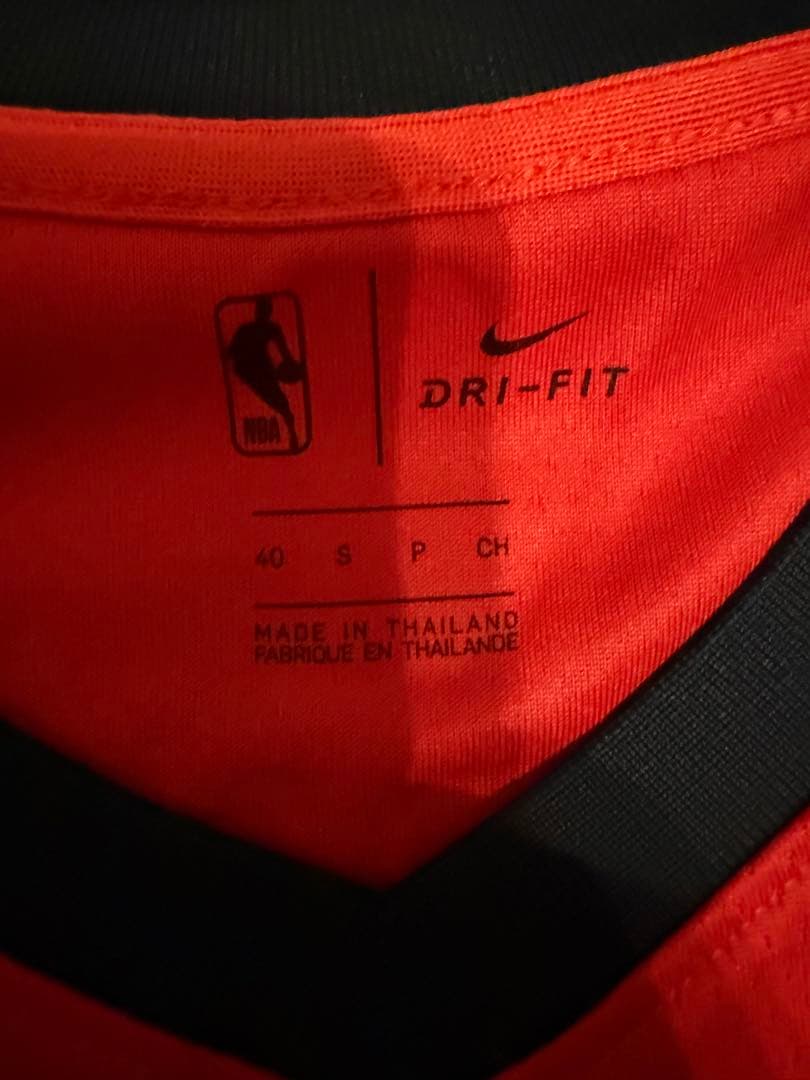 NBA
DRI-FIT
40 S P CH
MADE IN THAILAND
FABRIQUE EN THAILANDE